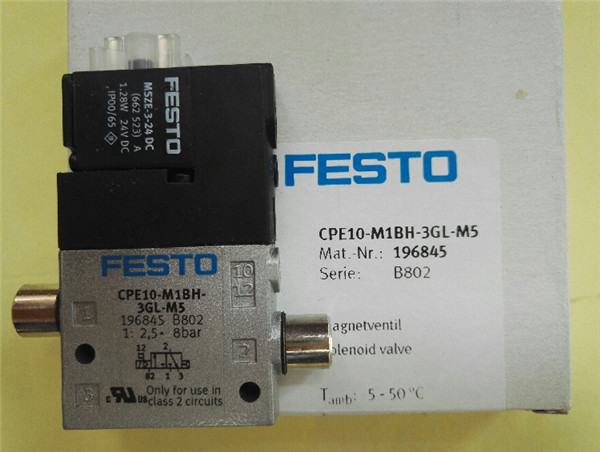 FESTO
MSZE-3-24 DC
(662 523) A
1.28W 24V DC
,IP00/65
FESTO
CPE10-M1BH-
3GL-M5
196845 B802
1: 2,5- 8bar
12 2
82 1 3
Only for use in
class 2 circuits
1
3
2
10
12
FESTO
CPE10-M1BH-3GL-M5
Mat.-Nr.: 196845
Serie: B802
agnetventil
olenoid valve
Tamb: 5 - 50 °C